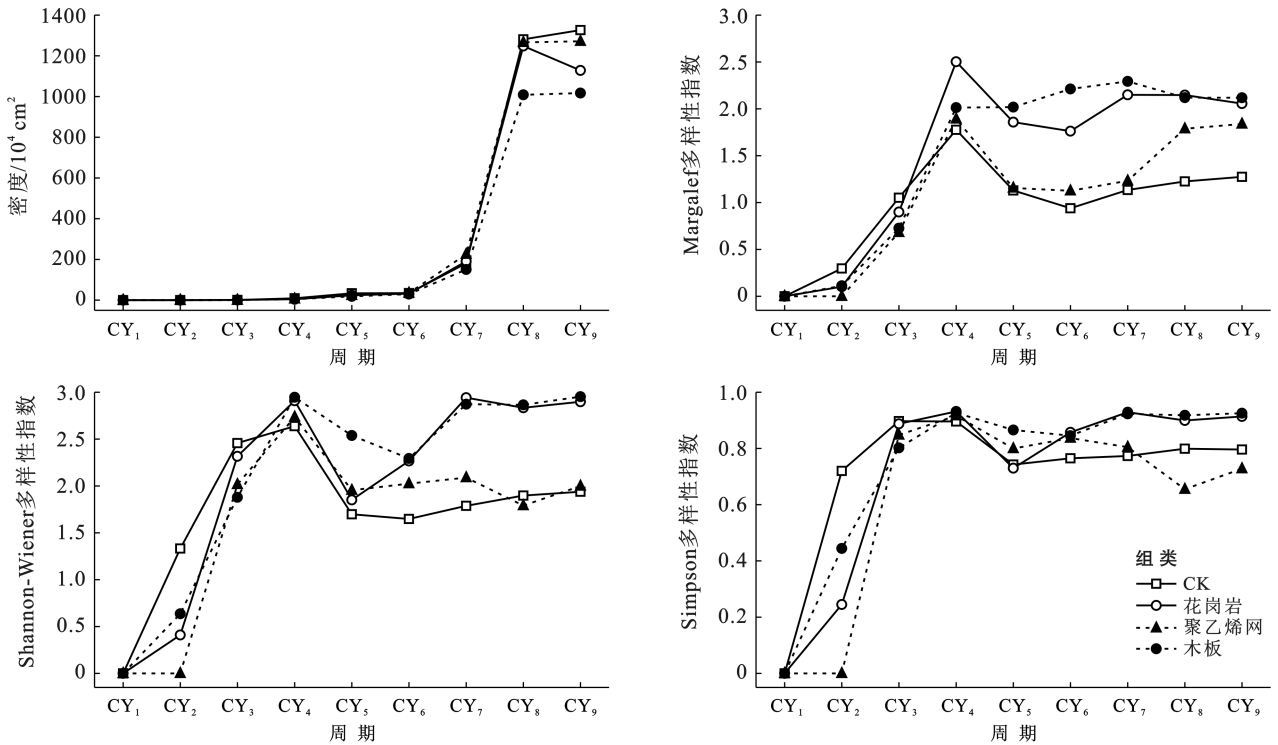 密度/10⁴ cm²
1400
1200
1000
800
600
400
200
0
CY₁ CY₂ CY₃ CY₄ CY₅ CY₆ CY₇ CY₈ CY₉
周 期
Margalef多样性指数
3.0
2.5
2.0
1.5
1.0
0.5
0
CY₁ CY₂ CY₃ CY₄ CY₅ CY₆ CY₇ CY₈ CY₉
周 期
Shannon-Wiener多样性指数
3.0
2.5
2.0
1.5
1.0
0.5
0
CY₁ CY₂ CY₃ CY₄ CY₅ CY₆ CY₇ CY₈ CY₉
周 期
Simpson多样性指数
1.0
0.8
0.6
0.4
0.2
0
组 类
CK
花岗岩
聚乙烯网
木板
CY₁ CY₂ CY₃ CY₄ CY₅ CY₆ CY₇ CY₈ CY₉
周 期